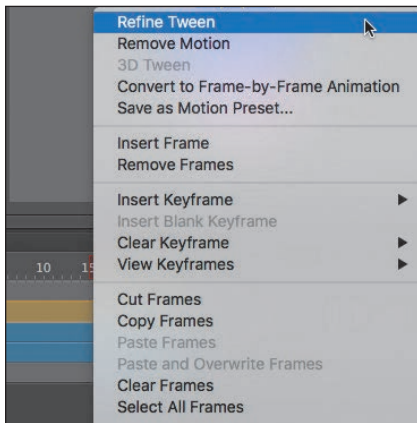 Refine Tween
Remove Motion
3D Tween
Convert to Frame-by-Frame Animation
Save as Motion Preset...
Insert Frame
Remove Frames
Insert Keyframe
Insert Blank Keyframe
Clear Keyframe
View Keyframes
10 15
Cut Frames
Copy Frames
Paste Frames
Paste and Overwrite Frames
Clear Frames
Select All Frames